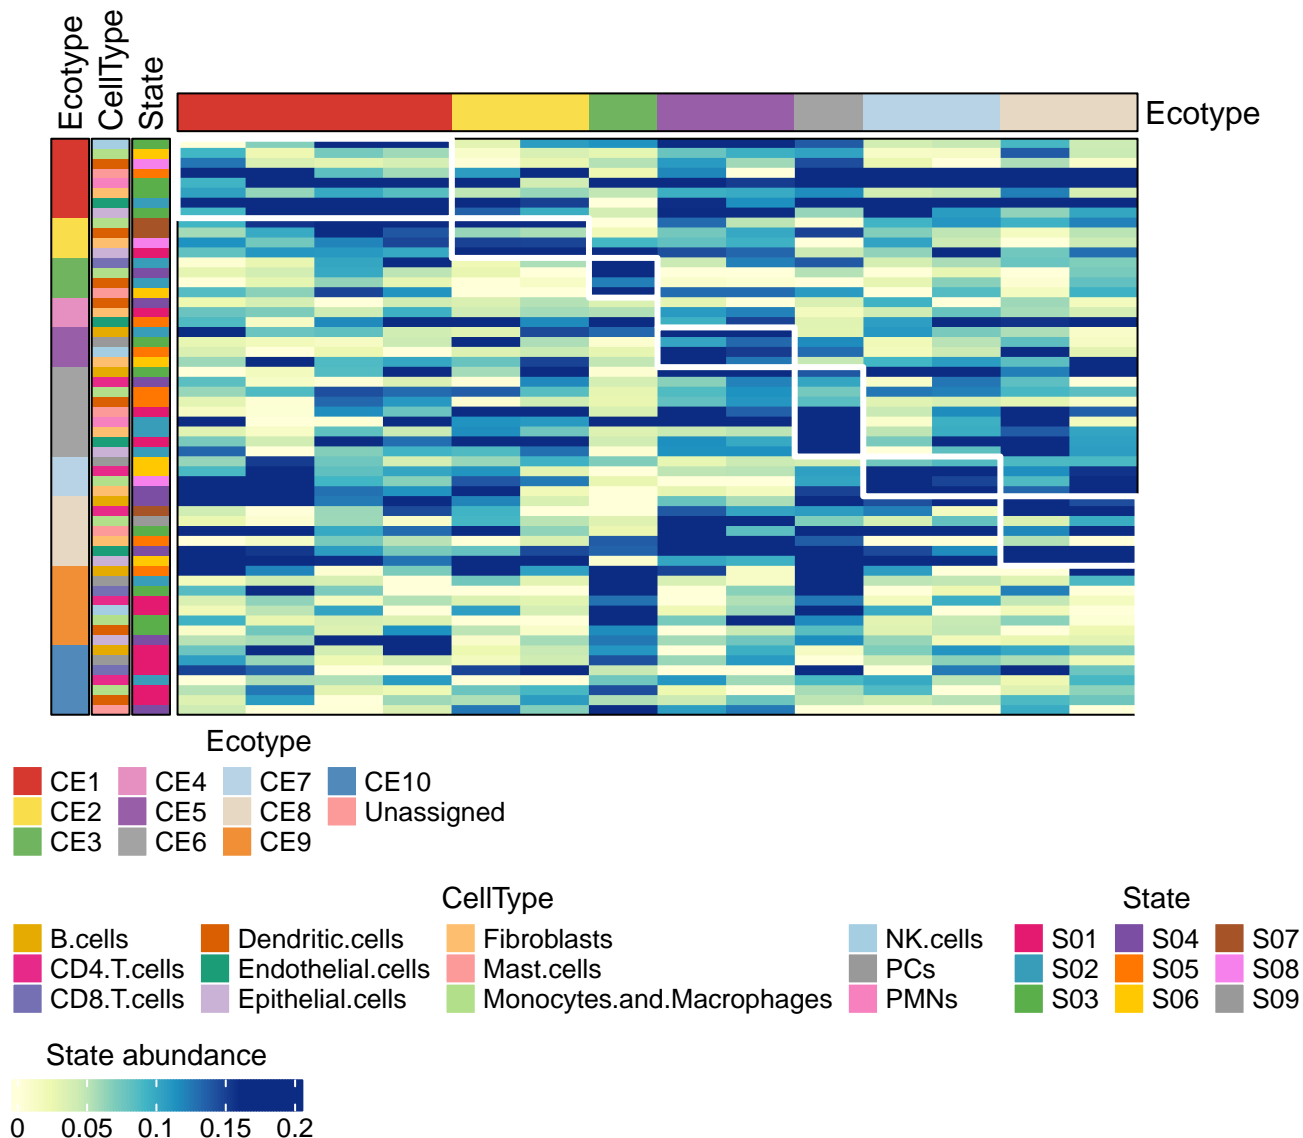 Ecotype
CellType
State
Ecotype
Ecotype
CE1 CE4 CE7 CE10
CE2 CE5 CE8 Unassigned
CE3 CE6 CE9
CellType State
B.cells Dendritic.cells Fibroblasts NK.cells S01 S04 S07
CD4.T.cells Endothelial.cells Mast.cells PCs S02 S05 S08
CD8.T.cells Epithelial.cells Monocytes.and.Macrophages PMNs S03 S06 S09
State abundance
0 0.05 0.1 0.15 0.2